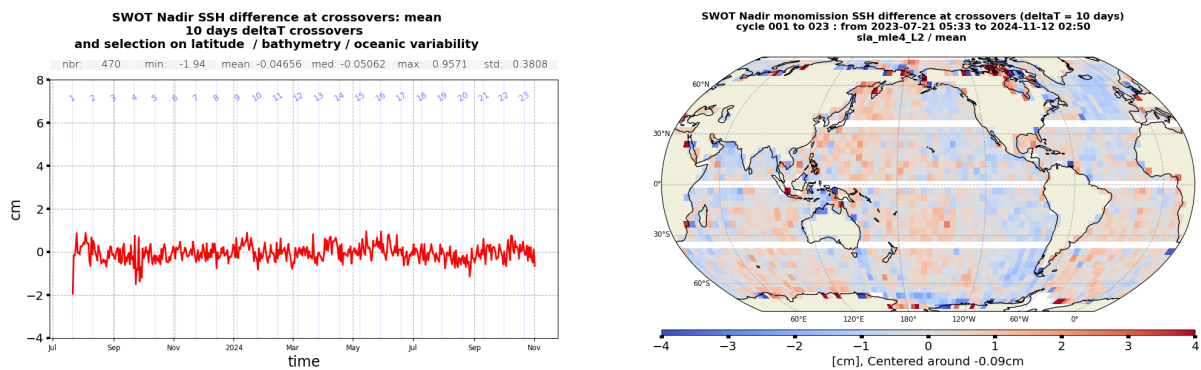 SWOT Nadir SSH difference at crossovers: mean
10 days deltaT crossovers
and selection on latitude / bathymetry / oceanic variability
nbr: 470 min: -1.94 mean: -0.04656 med: -0.05062 max: 0.9571 std: 0.3808
8
6
4
2
0
−2
−4
cm
1 2 3 4 5 6 7 8 9 10 11 12 13 14 15 16 17 18 19 20 21 22 23
Jul Sep Nov 2024 Mar May Jul Sep Nov
time
SWOT Nadir monomission SSH difference at crossovers (deltaT = 10 days)
cycle 001 to 023 : from 2023-07-21 05:33 to 2024-11-12 02:50
sla_mle4_L2 / mean
60°N
30°N
0°
30°S
60°S
60°E 120°E 180° 120°W 60°W 0°
−4 −3 −2 −1 0 1 2 3 4
[cm], Centered around -0.09cm